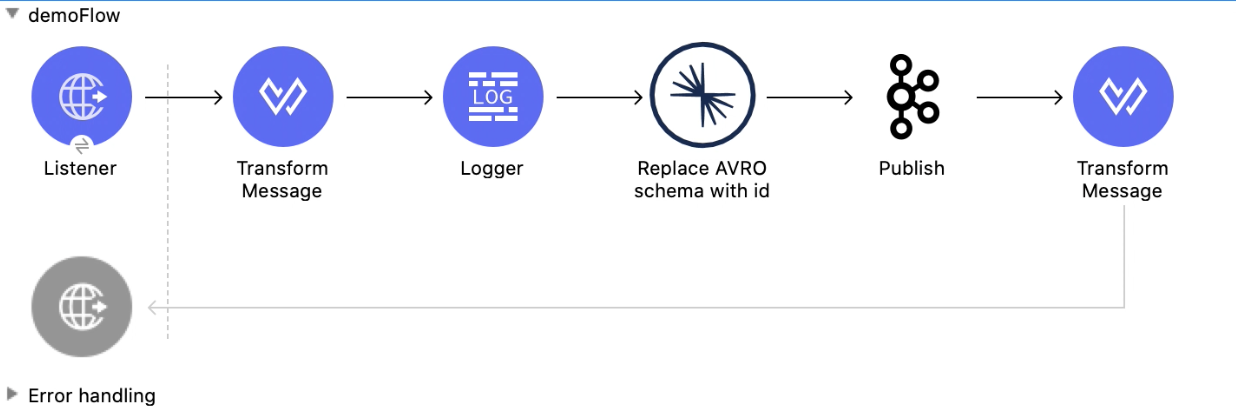 demoFlow
LOG
Listener
Transform
Message
Logger
Replace AVRO
schema with id
Publish
Transform
Message
Error handling